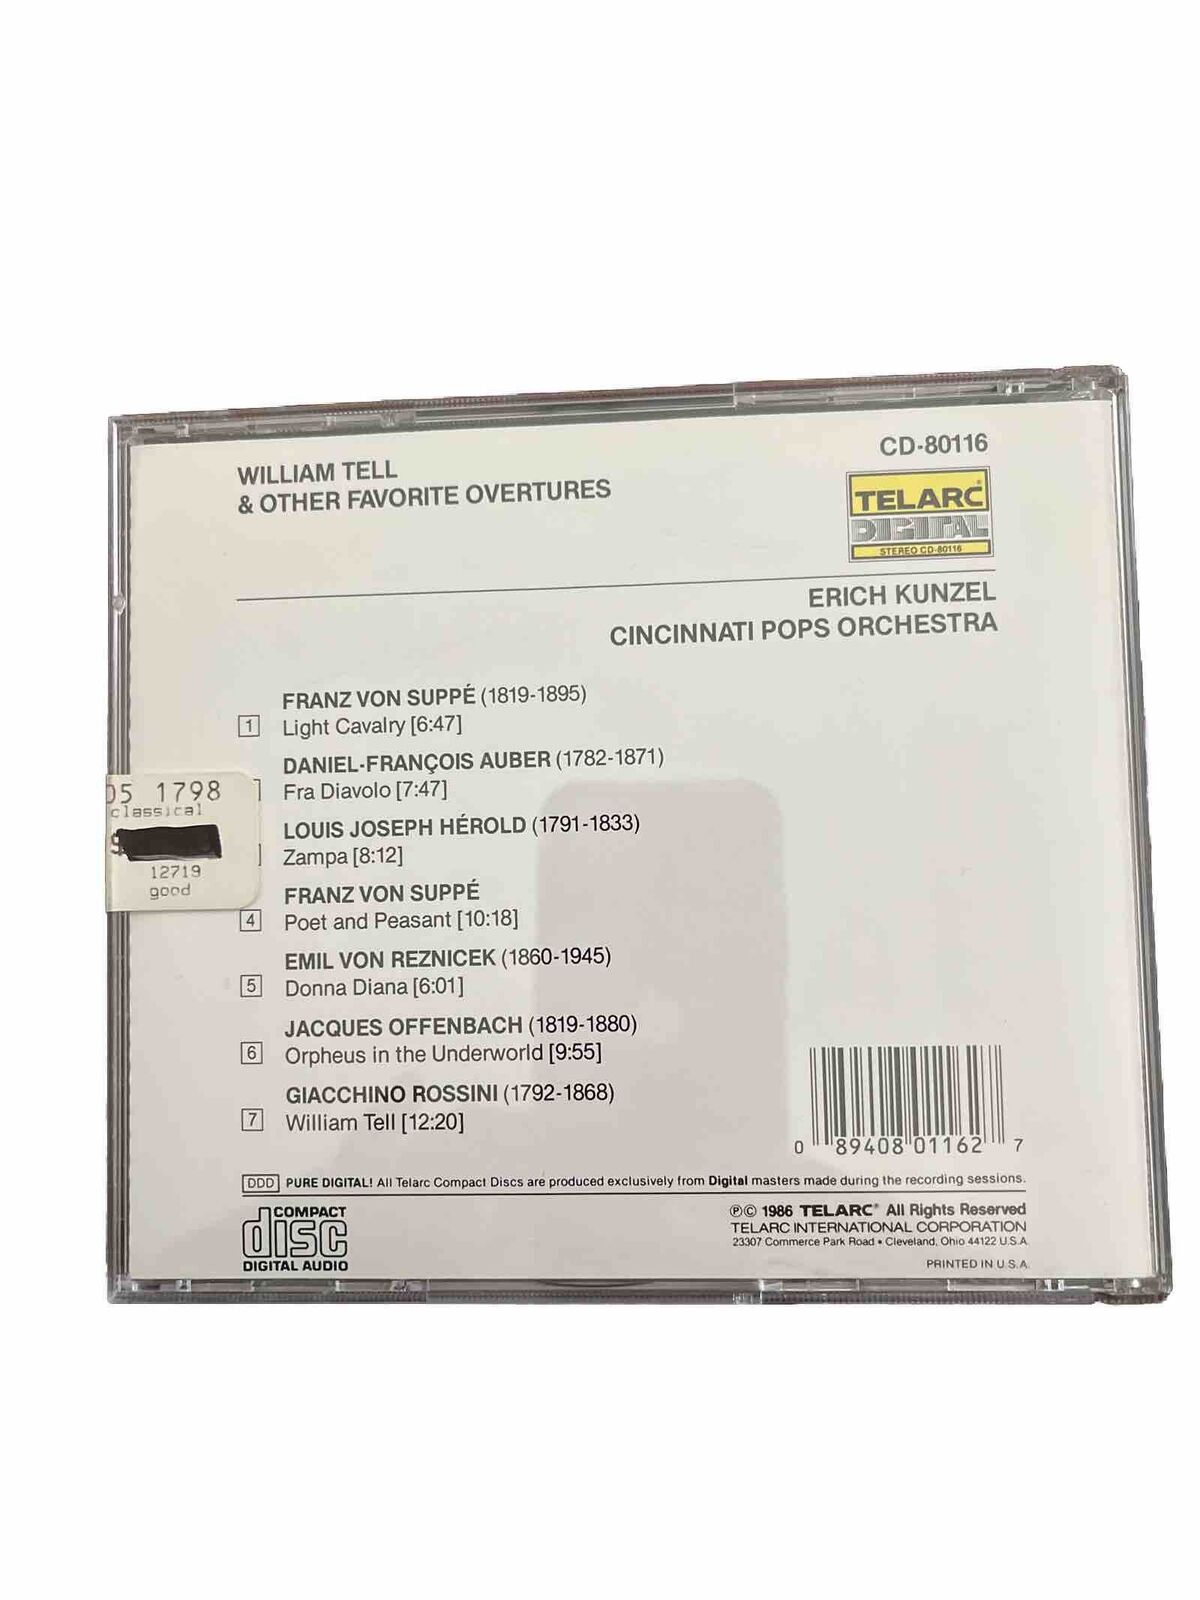 WILLIAM TELL
& OTHER FAVORITE OVERTURES
CD-80116
TELARC®
DIGITAL
STEREO CD-80116
ERICH KUNZEL
CINCINNATI POPS ORCHESTRA
FRANZ VON SUPPÉ (1819-1895)
1 Light Cavalry [6:47]
DANIEL-FRANÇOIS AUBER (1782-1871)
Fra Diavolo [7:47]
LOUIS JOSEPH HÉROLD (1791-1833)
Zampa [8:12]
FRANZ VON SUPPÉ
4 Poet and Peasant [10:18]
EMIL VON REZNICEK (1860-1945)
5 Donna Diana [6:01]
JACQUES OFFENBACH (1819-1880)
6 Orpheus in the Underworld [9:55]
GIACCHINO ROSSINI (1792-1868)
7 William Tell [12:20]
05 1798
classical
12719
good
0 89408 01162 7
DDD PURE DIGITAL! All Telarc Compact Discs are produced exclusively from Digital masters made during the recording sessions.
COMPACT
disc
DIGITAL AUDIO
℗© 1986 TELARC® All Rights Reserved
TELARC INTERNATIONAL CORPORATION
23307 Commerce Park Road • Cleveland, Ohio 44122 U.S.A.
PRINTED IN U.S.A.